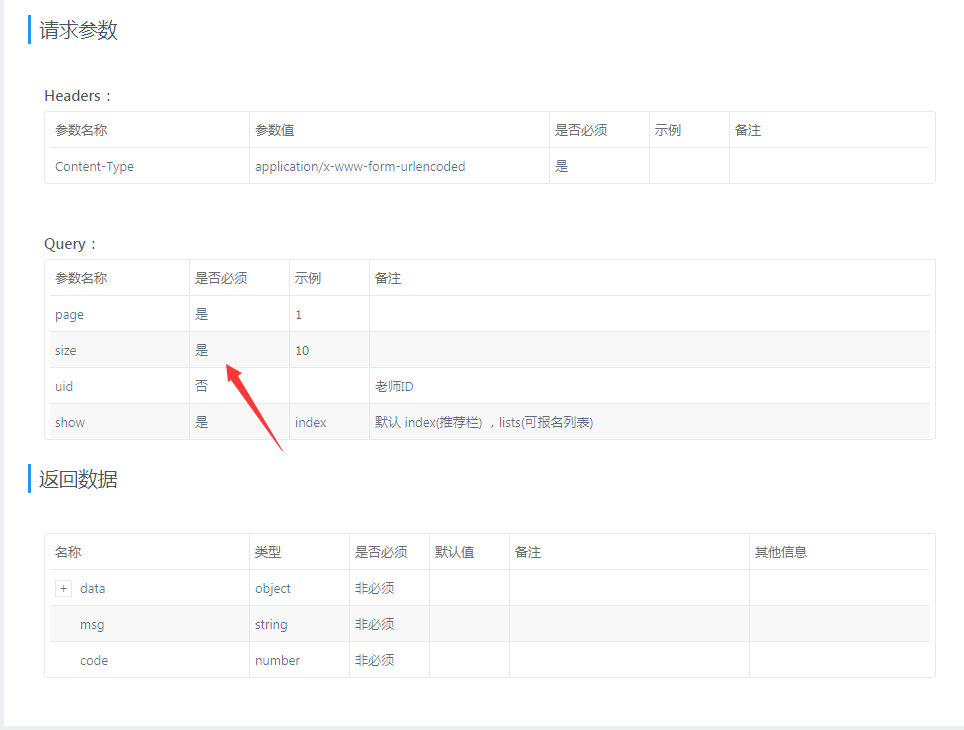 请求参数
Headers：
参数名称 参数值 是否必须 示例 备注
Content-Type application/x-www-form-urlencoded 是
Query：
参数名称 是否必须 示例 备注
page 是 1
size 是 10
uid 否 老师ID
show 是 index 默认 index(推荐栏) ，lists(可报名列表)
返回数据
名称 类型 是否必须 默认值 备注 其他信息
+ data object 非必须
msg string 非必须
code number 非必须